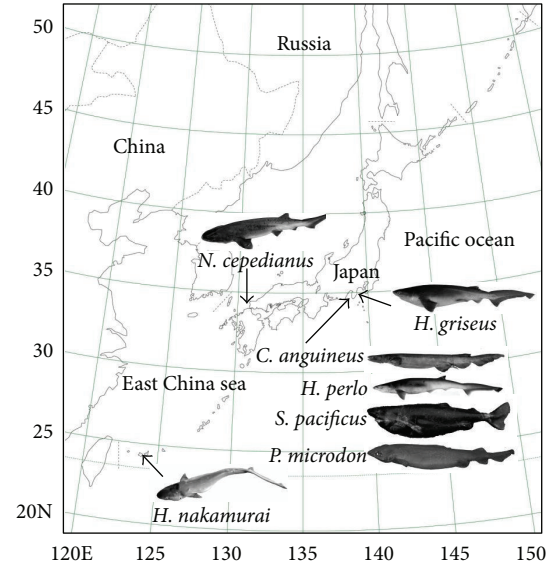 50
Russia
45
China
40
Pacific ocean
N. cepedianus
35
Japan
H. griseus
30
C. anguineus
East China sea
H. perlo
S. pacificus
25
P. microdon
20N
H. nakamurai
120E 125 130 135 140 145 150